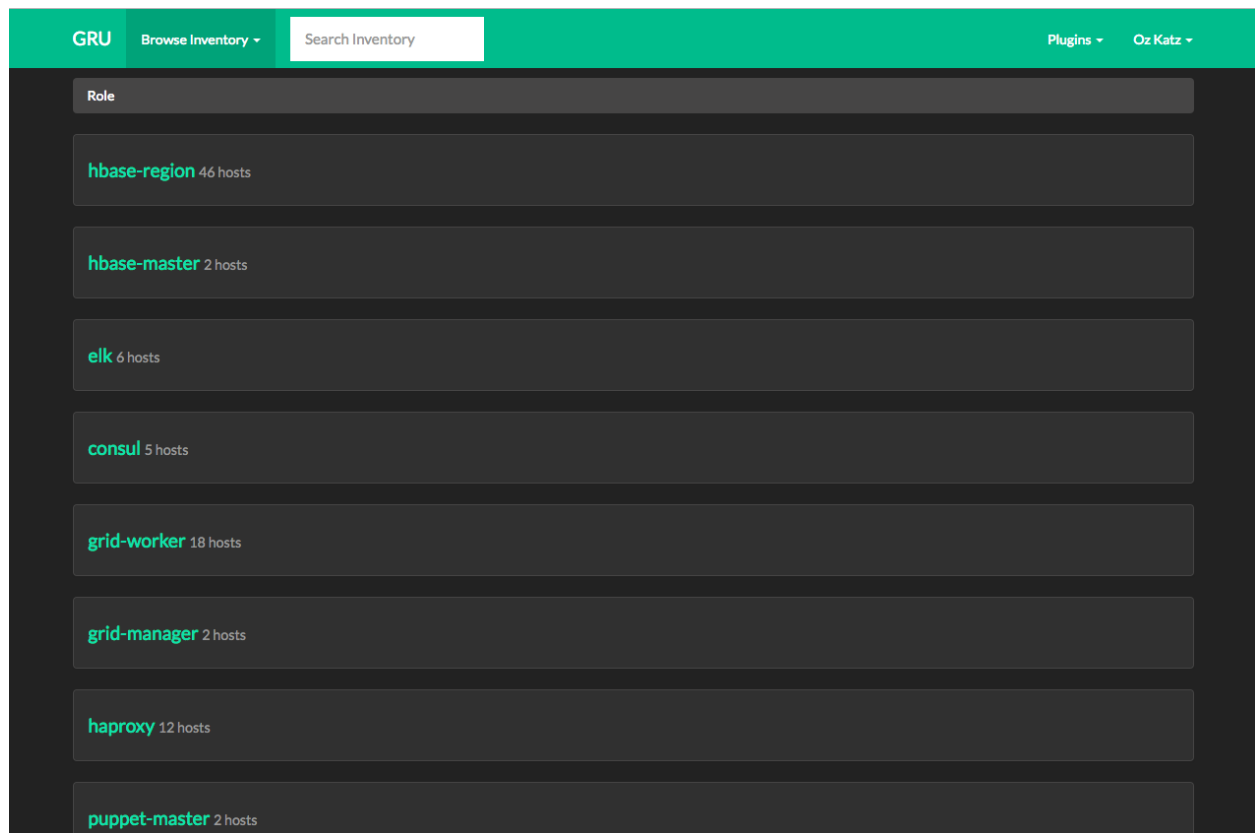 GRU Browse Inventory Search Inventory Plugins Oz Katz
Role
hbase-region 46 hosts
hbase-master 2 hosts
elk 6 hosts
consul 5 hosts
grid-worker 18 hosts
grid-manager 2 hosts
haproxy 12 hosts
puppet-master 2 hosts